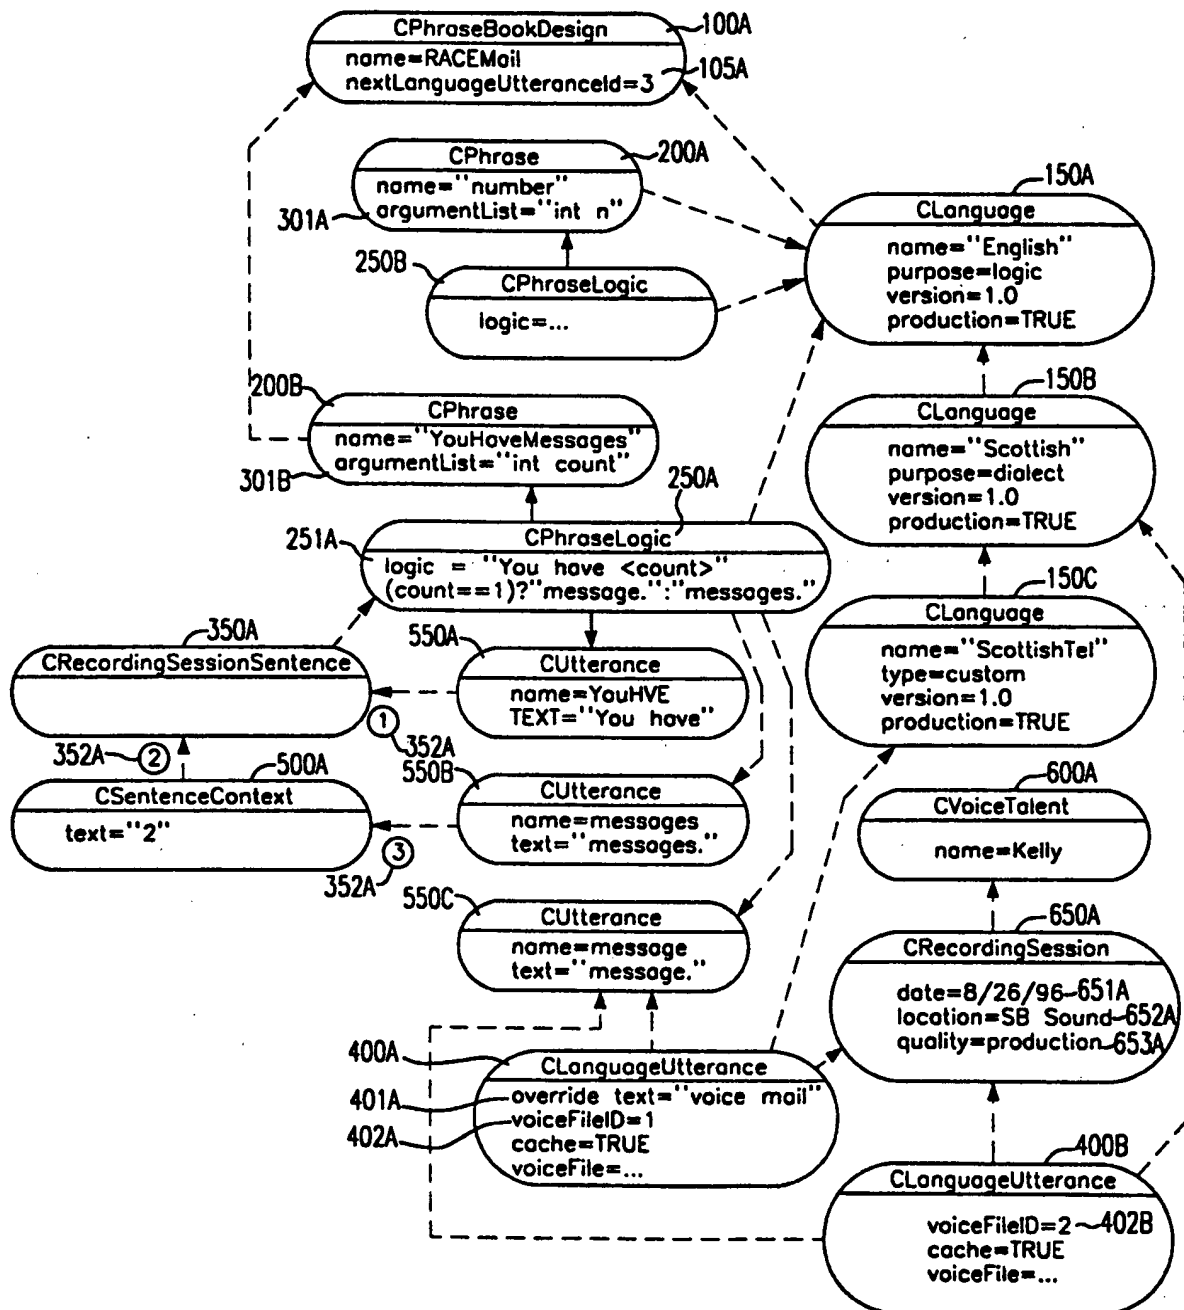 CPhraseBookDesign
100A
name=RACEMail
nextLanguageUtteranceId=3
105A
CPhrase
200A
name="number"
argumentList="int n"
301A
250B
CPhraseLogic
logic=...
150A
CLanguage
name="English"
purpose=logic
version=1.0
production=TRUE
200B
CPhrase
name="YouHaveMessages"
argumentList="int count"
301B
150B
CLanguage
name="Scottish"
purpose=dialect
version=1.0
production=TRUE
250A
251A
CPhraseLogic
logic = "You have <count>"
(count==1)?"message.":"messages."
150C
CLanguage
name="ScottishTel"
type=custom
version=1.0
production=TRUE
350A
CRecordingSessionSentence
550A
CUtterance
name=YouHVE
TEXT="You have"
1
352A
352A
2
500A
CSentenceContext
text="2"
550B
CUtterance
name=messages
text="messages."
3
352A
600A
CVoiceTalent
name=Kelly
550C
CUtterance
name=message
text="message."
650A
CRecordingSession
date=8/26/96
651A
location=SB Sound
652A
quality=production
653A
400A
CLanguageUtterance
401A
override text="voice mail"
402A
voiceFileID=1
cache=TRUE
voiceFile=...
400B
CLanguageUtterance
voiceFileID=2
402B
cache=TRUE
voiceFile=...